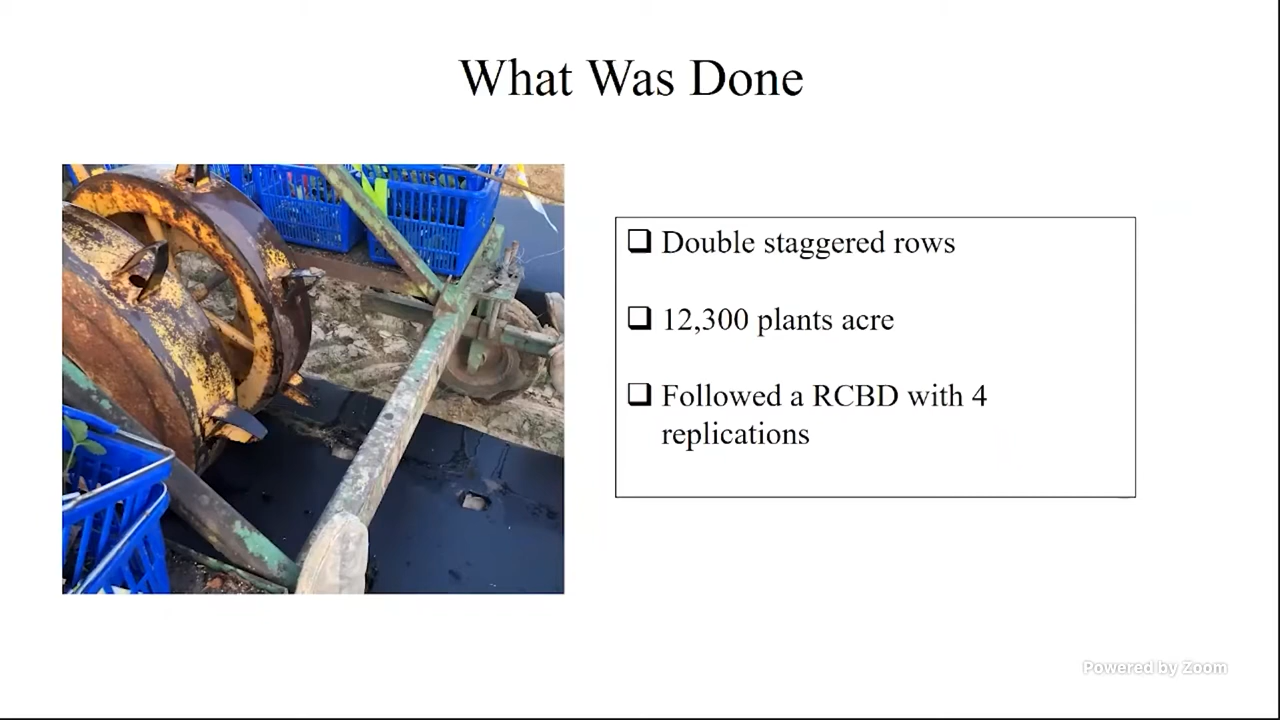 What Was Done
❑ Double staggered rows
❑ 12,300 plants acre
❑ Followed a RCBD with 4
replications
Powered by Zoom